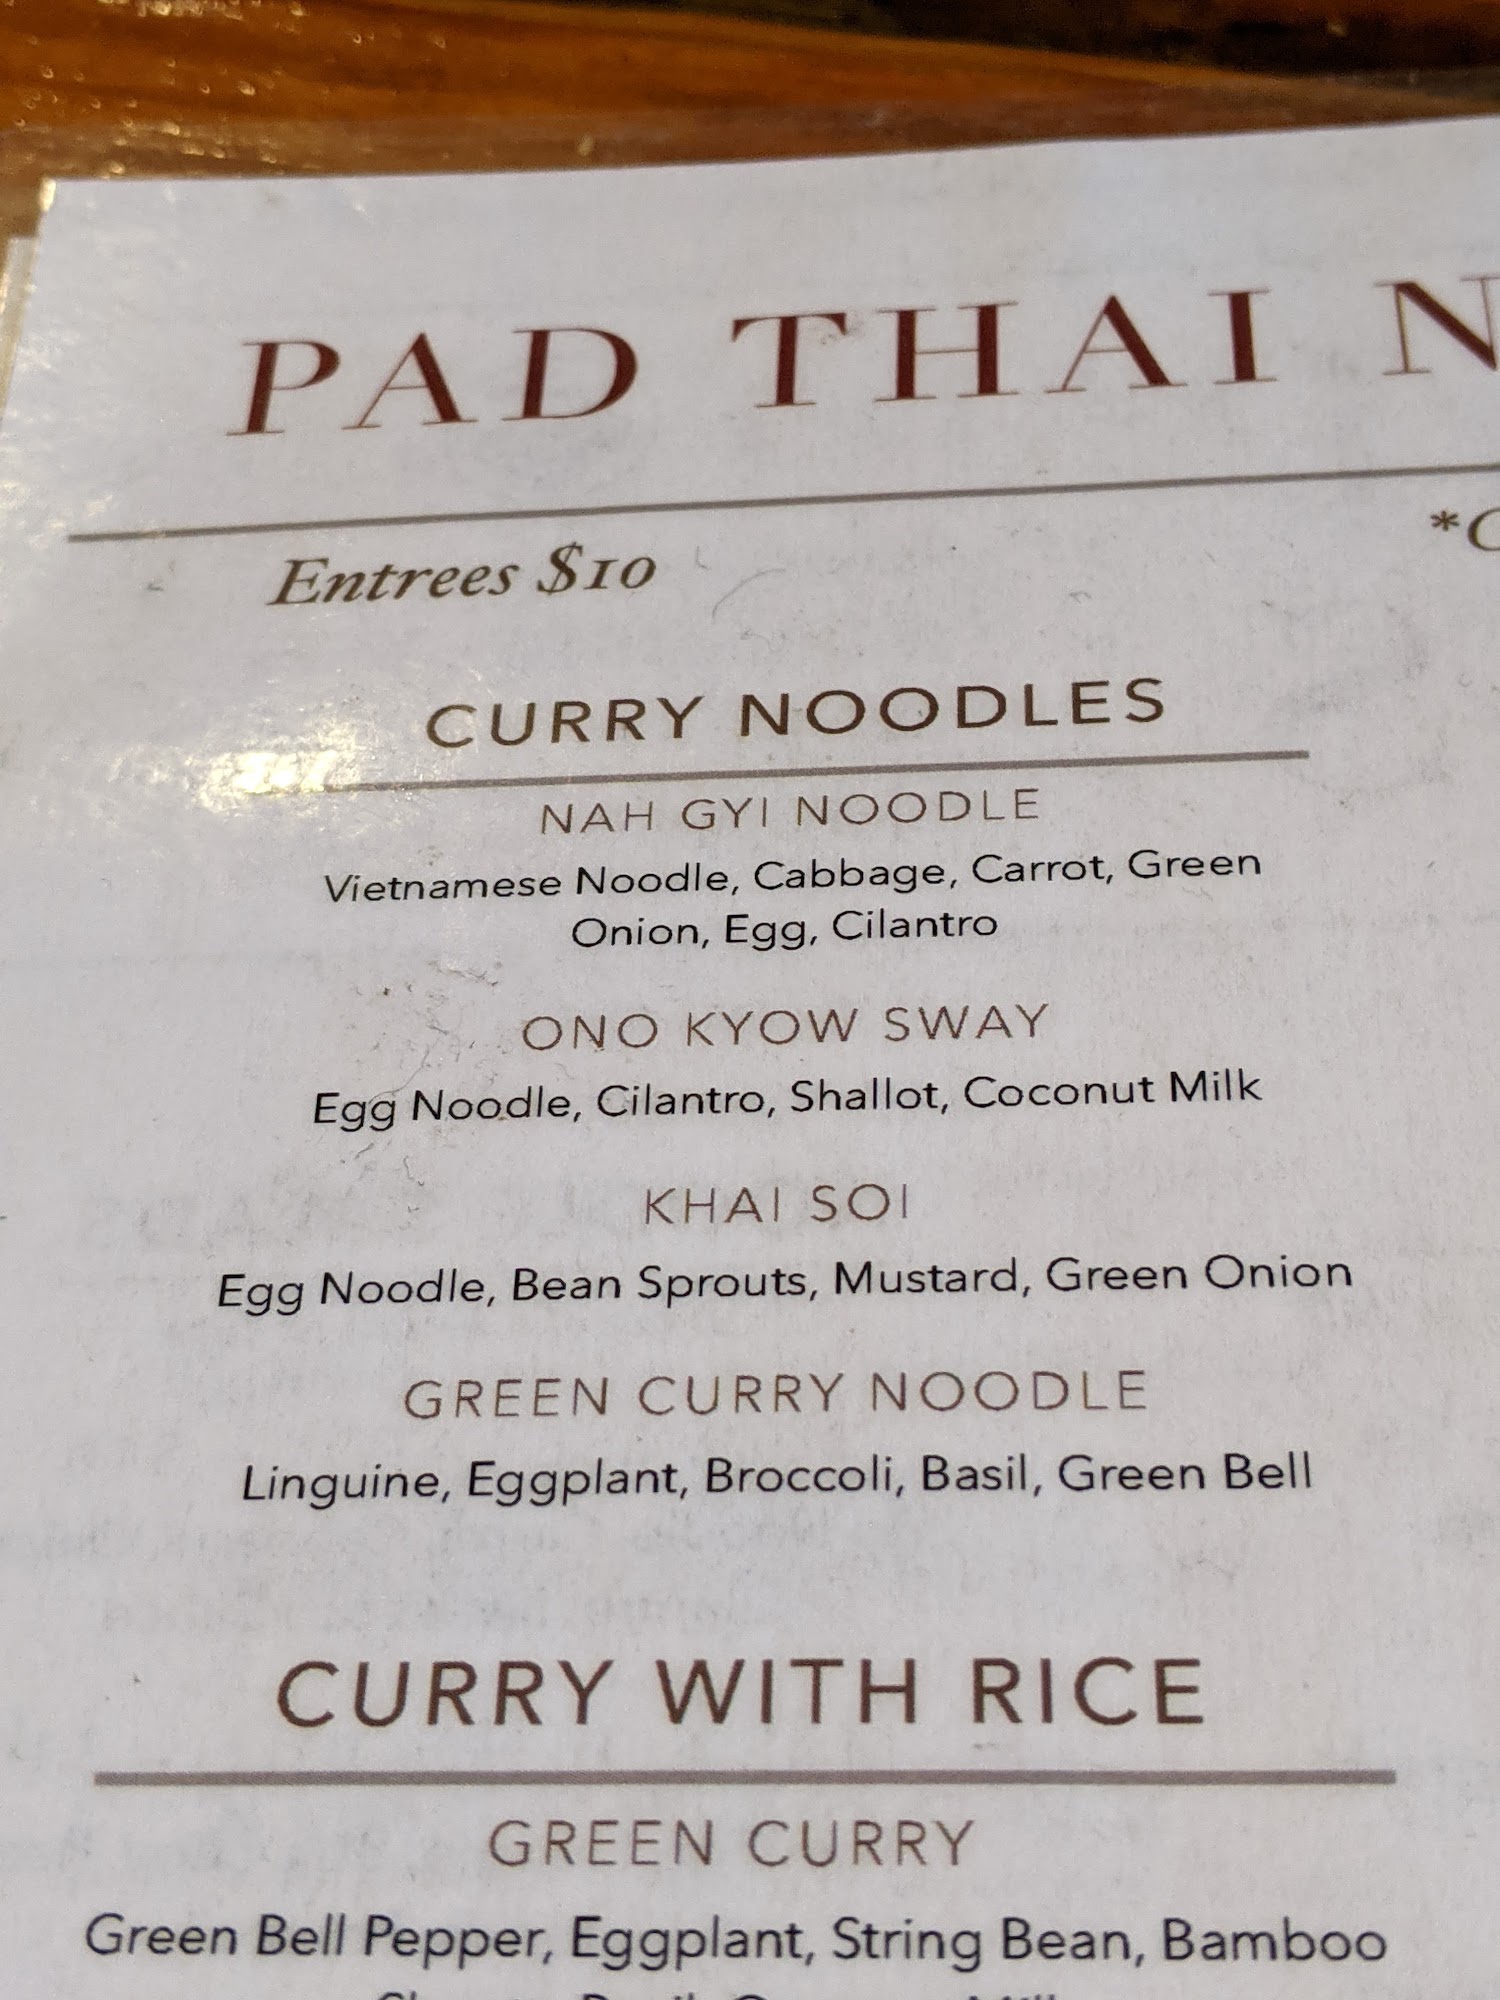 PAD THAI N
Entrees $10
CURRY NOODLES
NAH GYI NOODLE
Vietnamese Noodle, Cabbage, Carrot, Green
Onion, Egg, Cilantro
ONO KYOW SWAY
Egg Noodle, Cilantro, Shallot, Coconut Milk
KHAI SOI
Egg Noodle, Bean Sprouts, Mustard, Green Onion
GREEN CURRY NOODLE
Linguine, Eggplant, Broccoli, Basil, Green Bell
CURRY WITH RICE
GREEN CURRY
Green Bell Pepper, Eggplant, String Bean, Bamboo